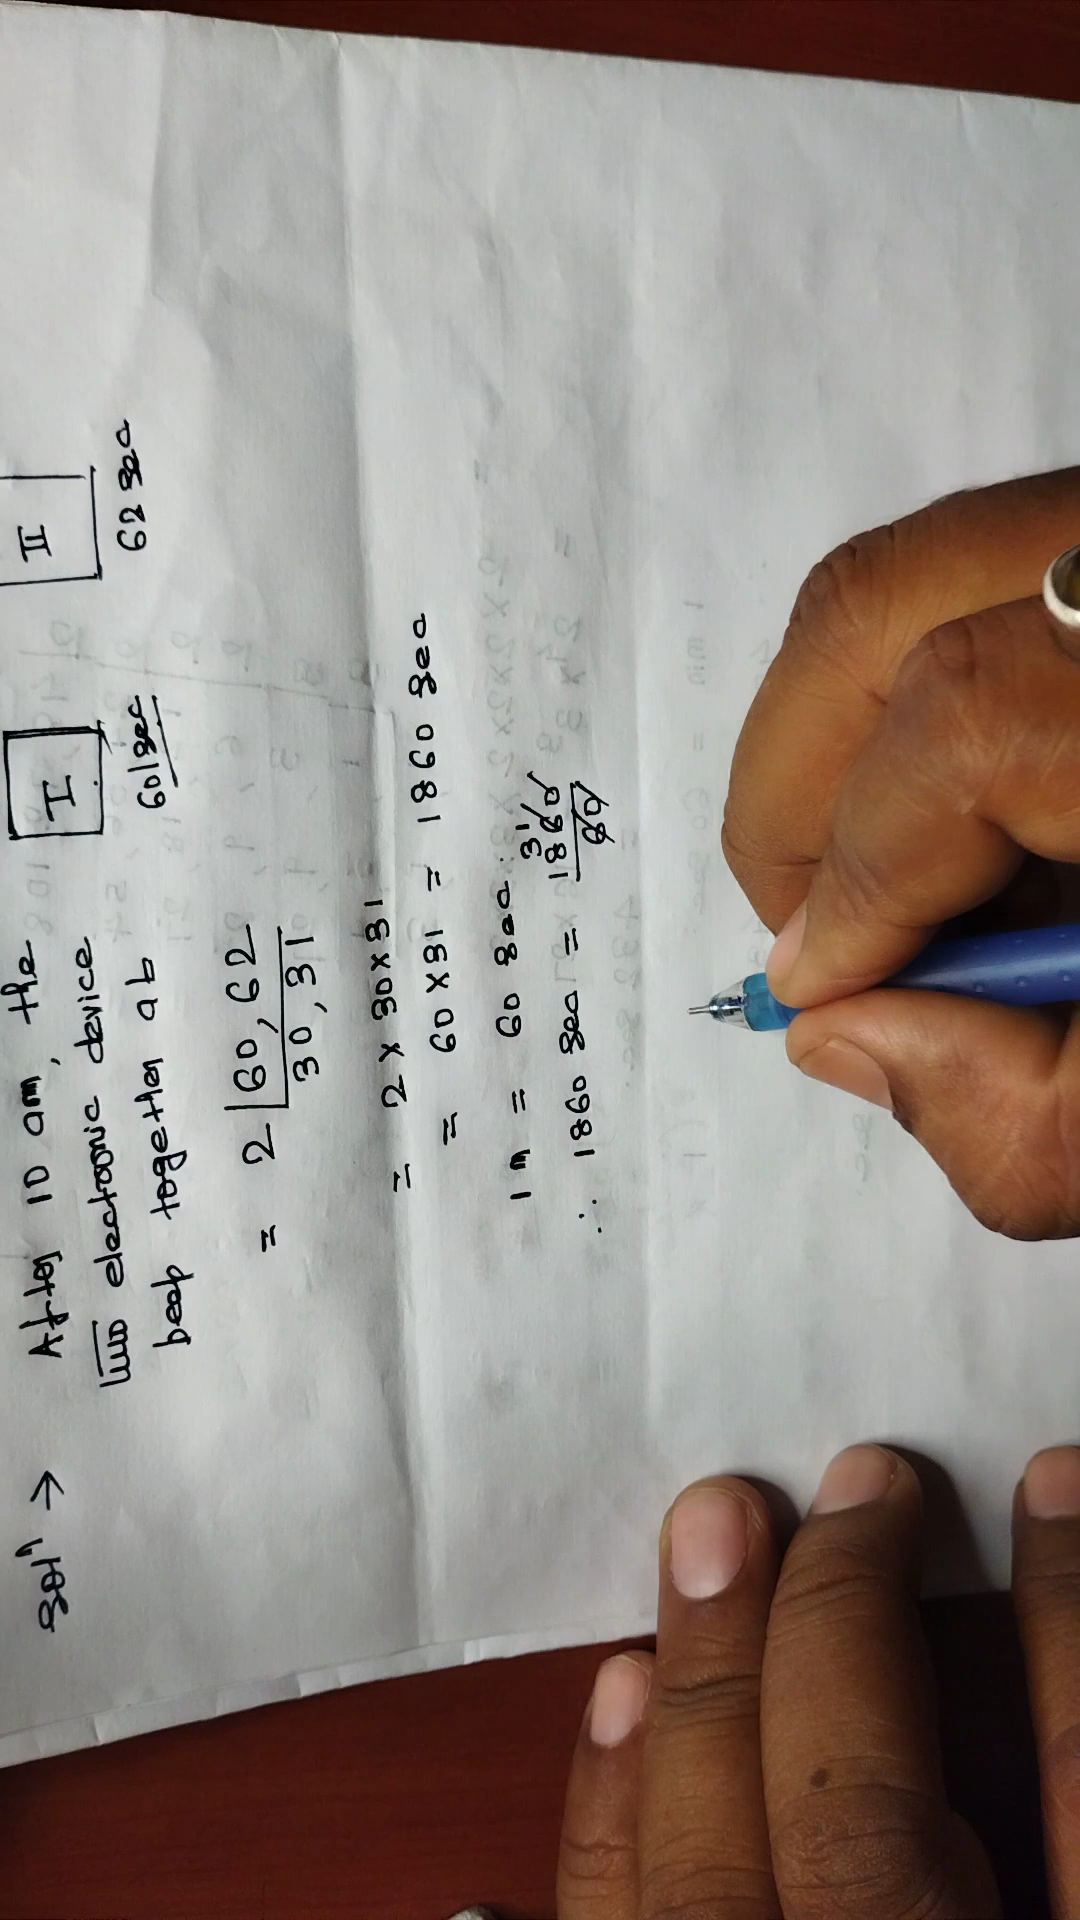 Solⁿ → After 10 am, the
two electronic device
beep together at
I
II
60 sec
62 sec
= 2 | 60, 62
30, 31
= 2 x 30 x 31
= 60 x 31 = 1860 sec
1 m = 60 sec
31
∴ 1860 sec = 1860
60